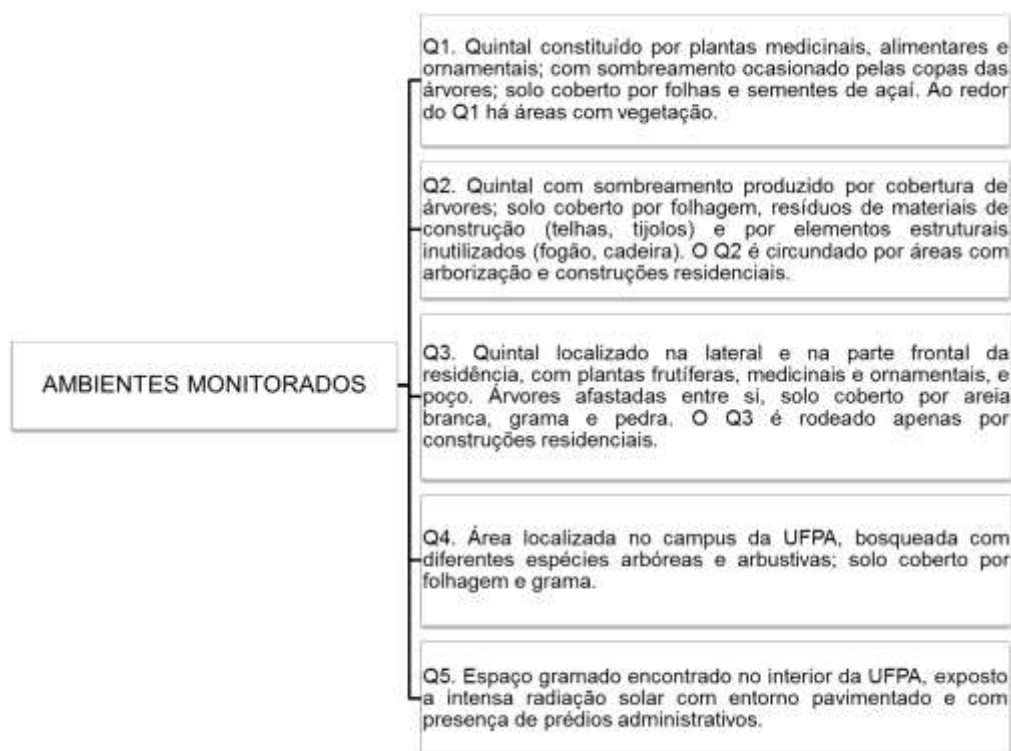 AMBIENTES MONITORADOS
Q1. Quintal constituído por plantas medicinais, alimentares e
ornamentais; com sombreamento ocasionado pelas copas das
árvores; solo coberto por folhas e sementes de açaí. Ao redor
do Q1 há áreas com vegetação.
Q2. Quintal com sombreamento produzido por cobertura de
árvores; solo coberto por folhagem, resíduos de materiais de
construção (telhas, tijolos) e por elementos estruturais
inutilizados (fogão, cadeira). O Q2 é circundado por áreas com
arborização e construções residenciais.
Q3. Quintal localizado na lateral e na parte frontal da
residência, com plantas frutíferas, medicinais e ornamentais, e
poço. Árvores afastadas entre si, solo coberto por areia
branca, grama e pedra. O Q3 é rodeado apenas por
construções residenciais.
Q4. Área localizada no campus da UFPA, bosqueada com
diferentes espécies arbóreas e arbustivas; solo coberto por
folhagem e grama.
Q5. Espaço gramado encontrado no interior da UFPA, exposto
a intensa radiação solar com entorno pavimentado e com
presença de prédios administrativos.